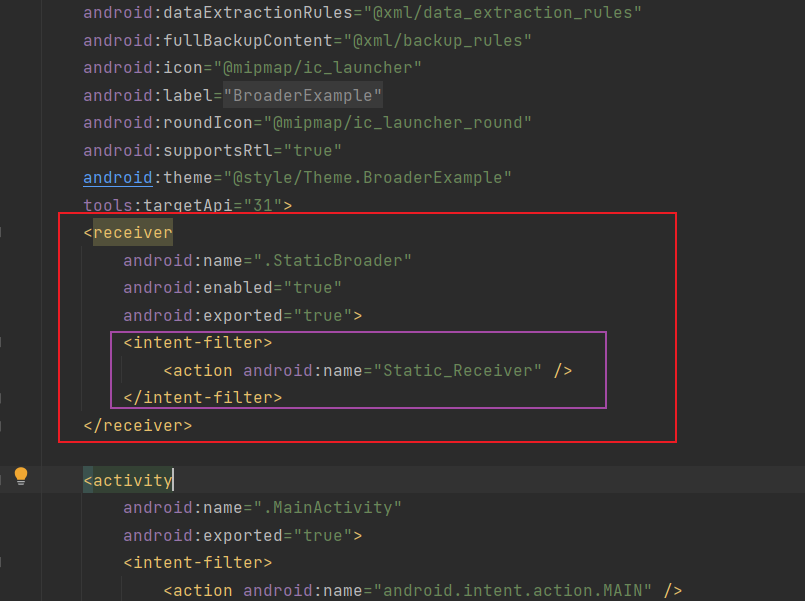 android:dataExtractionRules="@xml/data_extraction_rules"
android:fullBackupContent="@xml/backup_rules"
android:icon="@mipmap/ic_launcher"
android:label="BroaderExample"
android:roundIcon="@mipmap/ic_launcher_round"
android:supportsRtl="true"
android:theme="@style/Theme.BroaderExample"
tools:targetApi="31">
<receiver
android:name=".StaticBroader"
android:enabled="true"
android:exported="true">
<intent-filter>
<action android:name="Static_Receiver" />
</intent-filter>
</receiver>
<activity
android:name=".MainActivity"
android:exported="true">
<intent-filter>
<action android:name="android.intent.action.MAIN" />